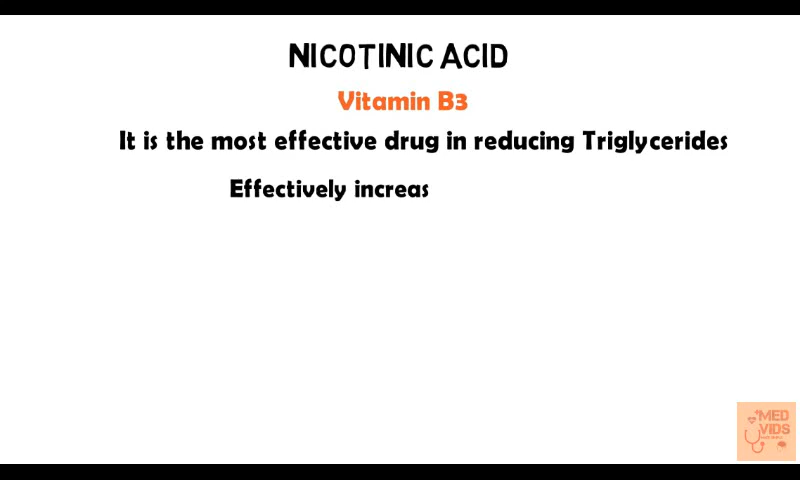 NICOTINIC ACID
Vitamin B3
It is the most effective drug in reducing Triglycerides
Effectively increas
MED
VIDS